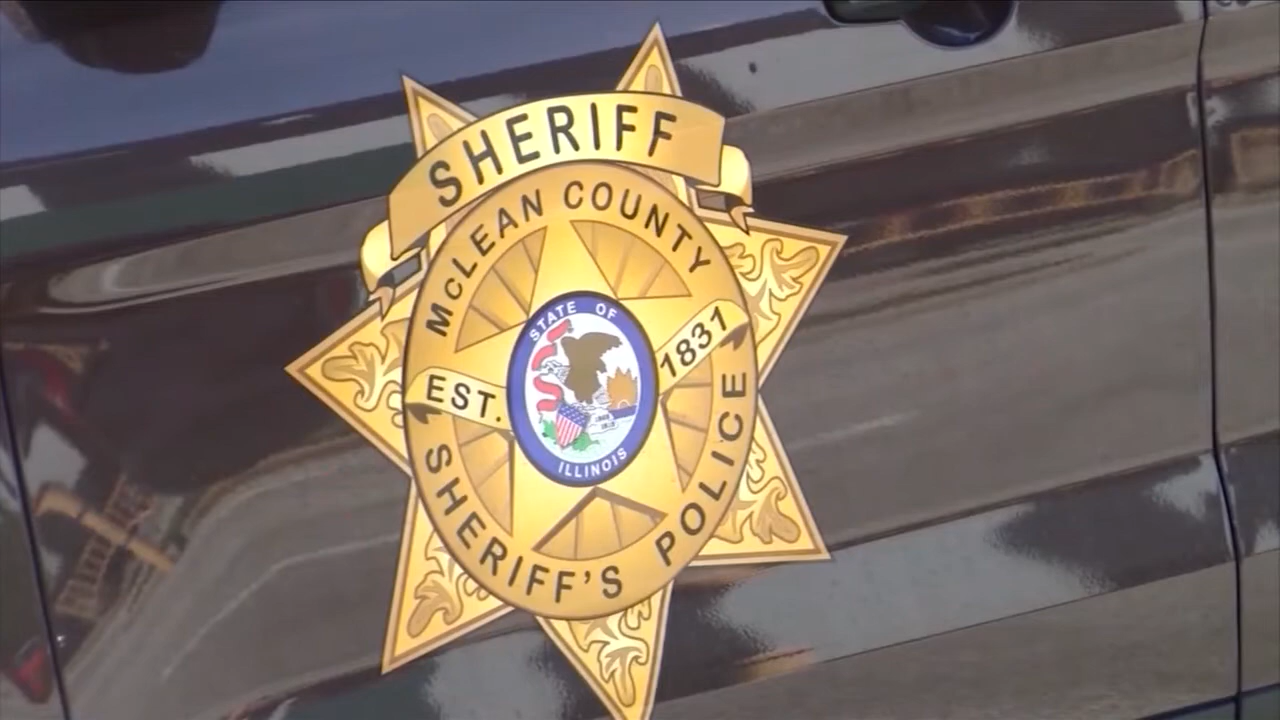 SHERIFF
McLEAN COUNTY
EST. 1831
STATE OF
ILLINOIS
SHERIFF'S POLICE